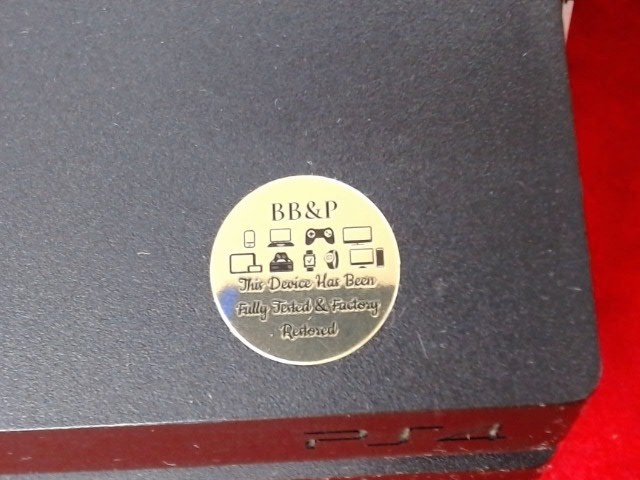 BB&P
This Device Has Been
Fully Tested & Factory
Restored
PS4